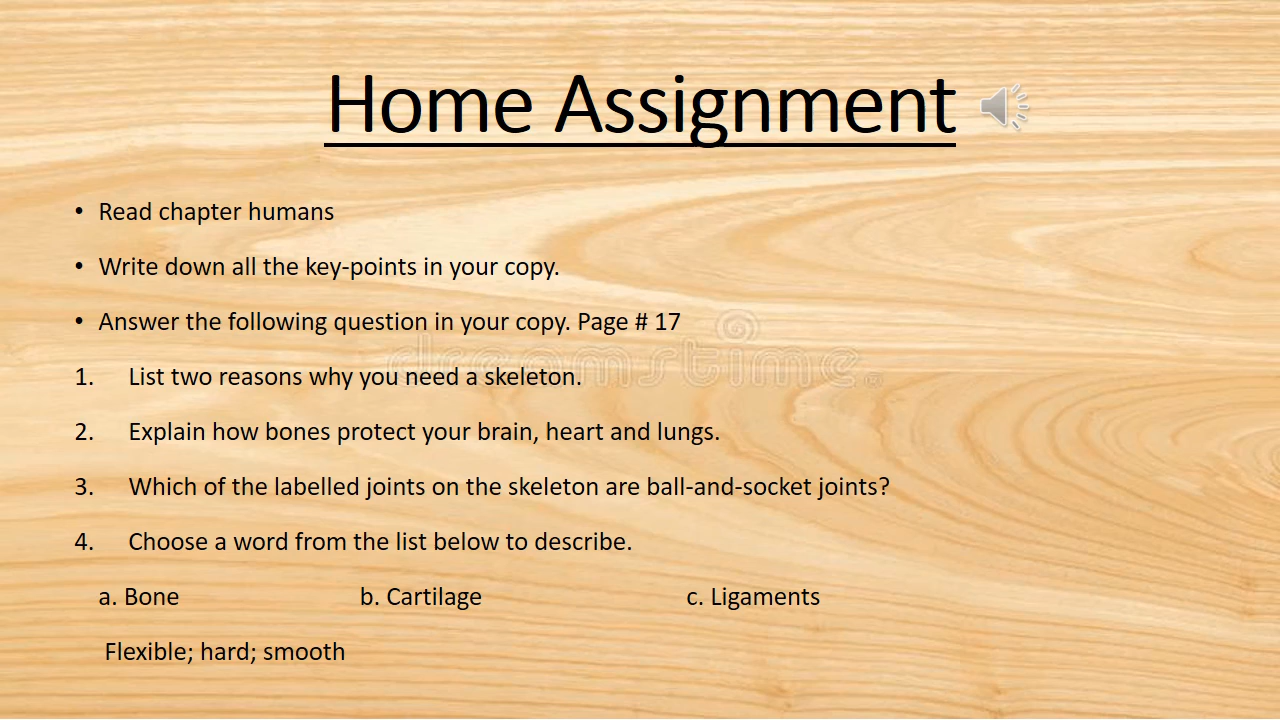 Home Assignment
• Read chapter humans
• Write down all the key-points in your copy.
• Answer the following question in your copy. Page # 17
dreamstime.
1. List two reasons why you need a skeleton.
2. Explain how bones protect your brain, heart and lungs.
3. Which of the labelled joints on the skeleton are ball-and-socket joints?
4. Choose a word from the list below to describe.
a. Bone b. Cartilage c. Ligaments
Flexible; hard; smooth